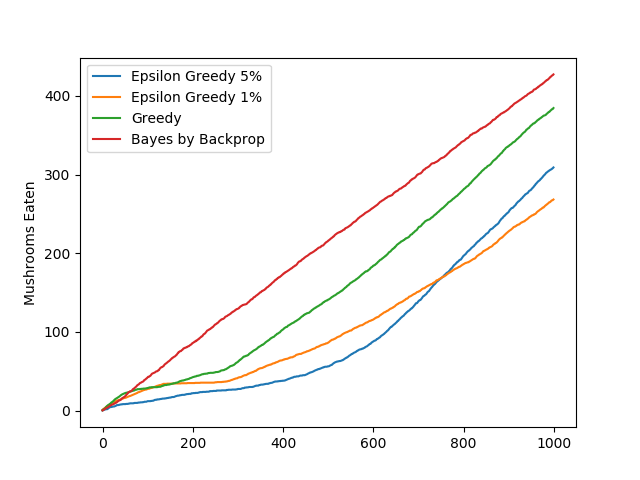 Epsilon Greedy 5%
Epsilon Greedy 1%
Greedy
Bayes by Backprop
Mushrooms Eaten
400
300
200
100
0
0 200 400 600 800 1000